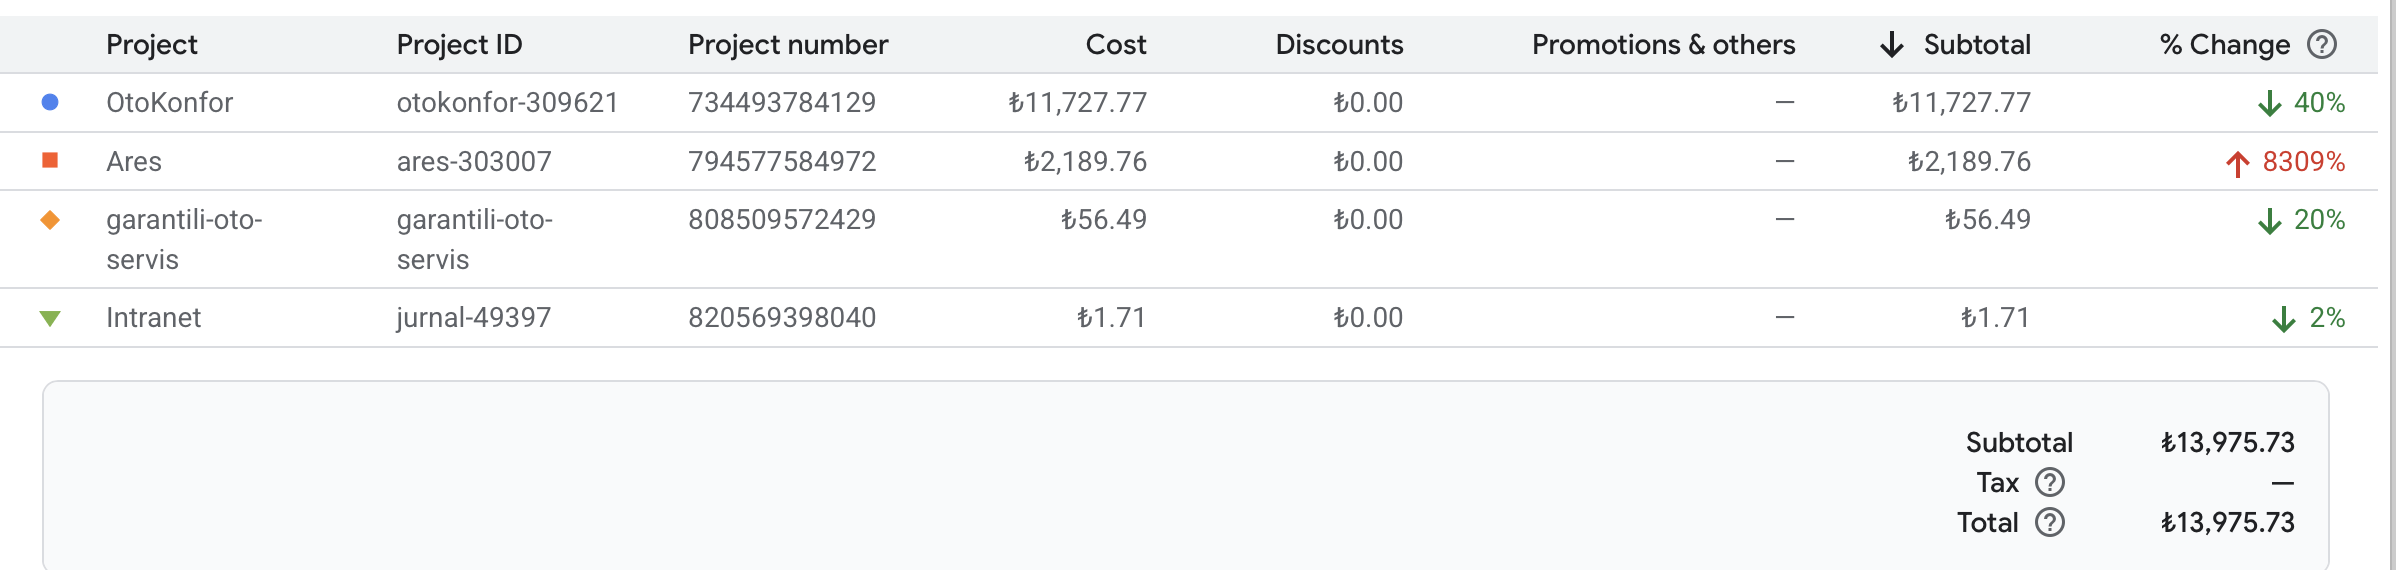 Project Project ID Project number Cost Discounts Promotions & others ↓ Subtotal % Change ?
OtoKonfor otokonfor-309621 734493784129 ₺11,727.77 ₺0.00 — ₺11,727.77 ↓ 40%
Ares ares-303007 794577584972 ₺2,189.76 ₺0.00 — ₺2,189.76 ↑ 8309%
garantili-oto- garantili-oto- 808509572429 ₺56.49 ₺0.00 — ₺56.49 ↓ 20%
servis servis
Intranet jurnal-49397 820569398040 ₺1.71 ₺0.00 — ₺1.71 ↓ 2%
Subtotal ₺13,975.73
Tax ? —
Total ? ₺13,975.73